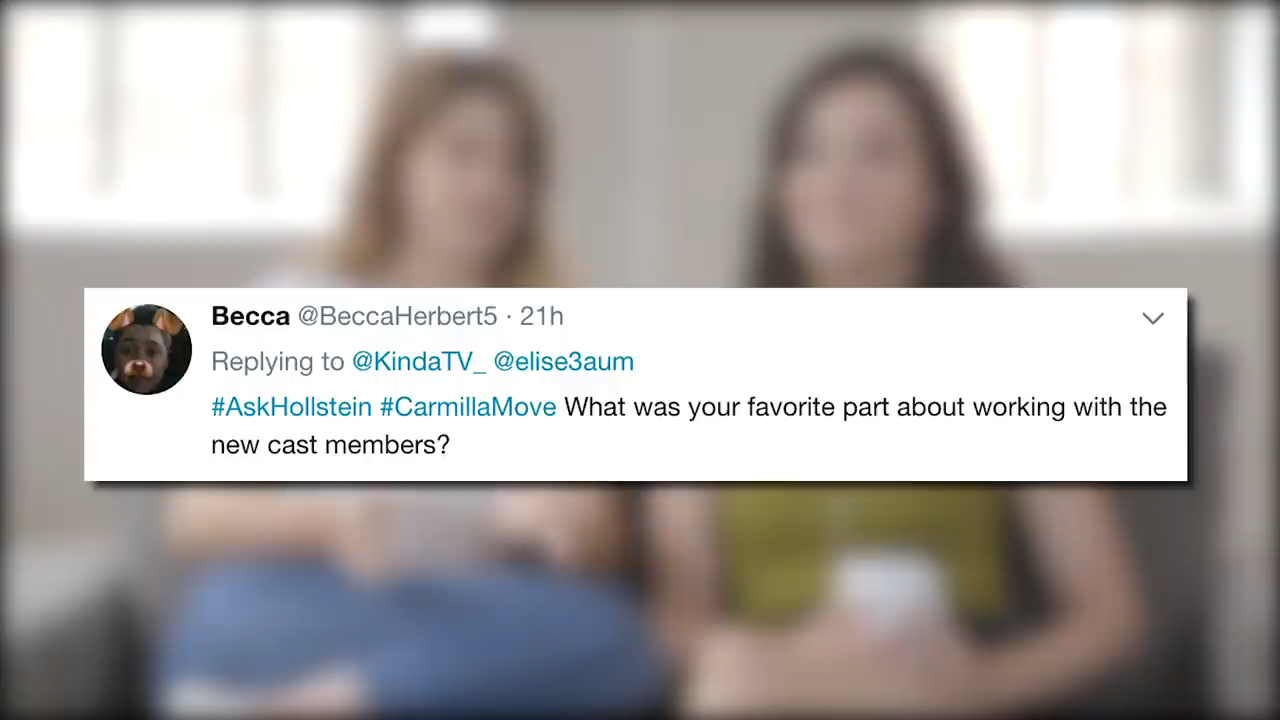 Becca @BeccaHerbert5 · 21h
Replying to @KindaTV_ @elise3aum
#AskHollstein #CarmillaMove What was your favorite part about working with the
new cast members?